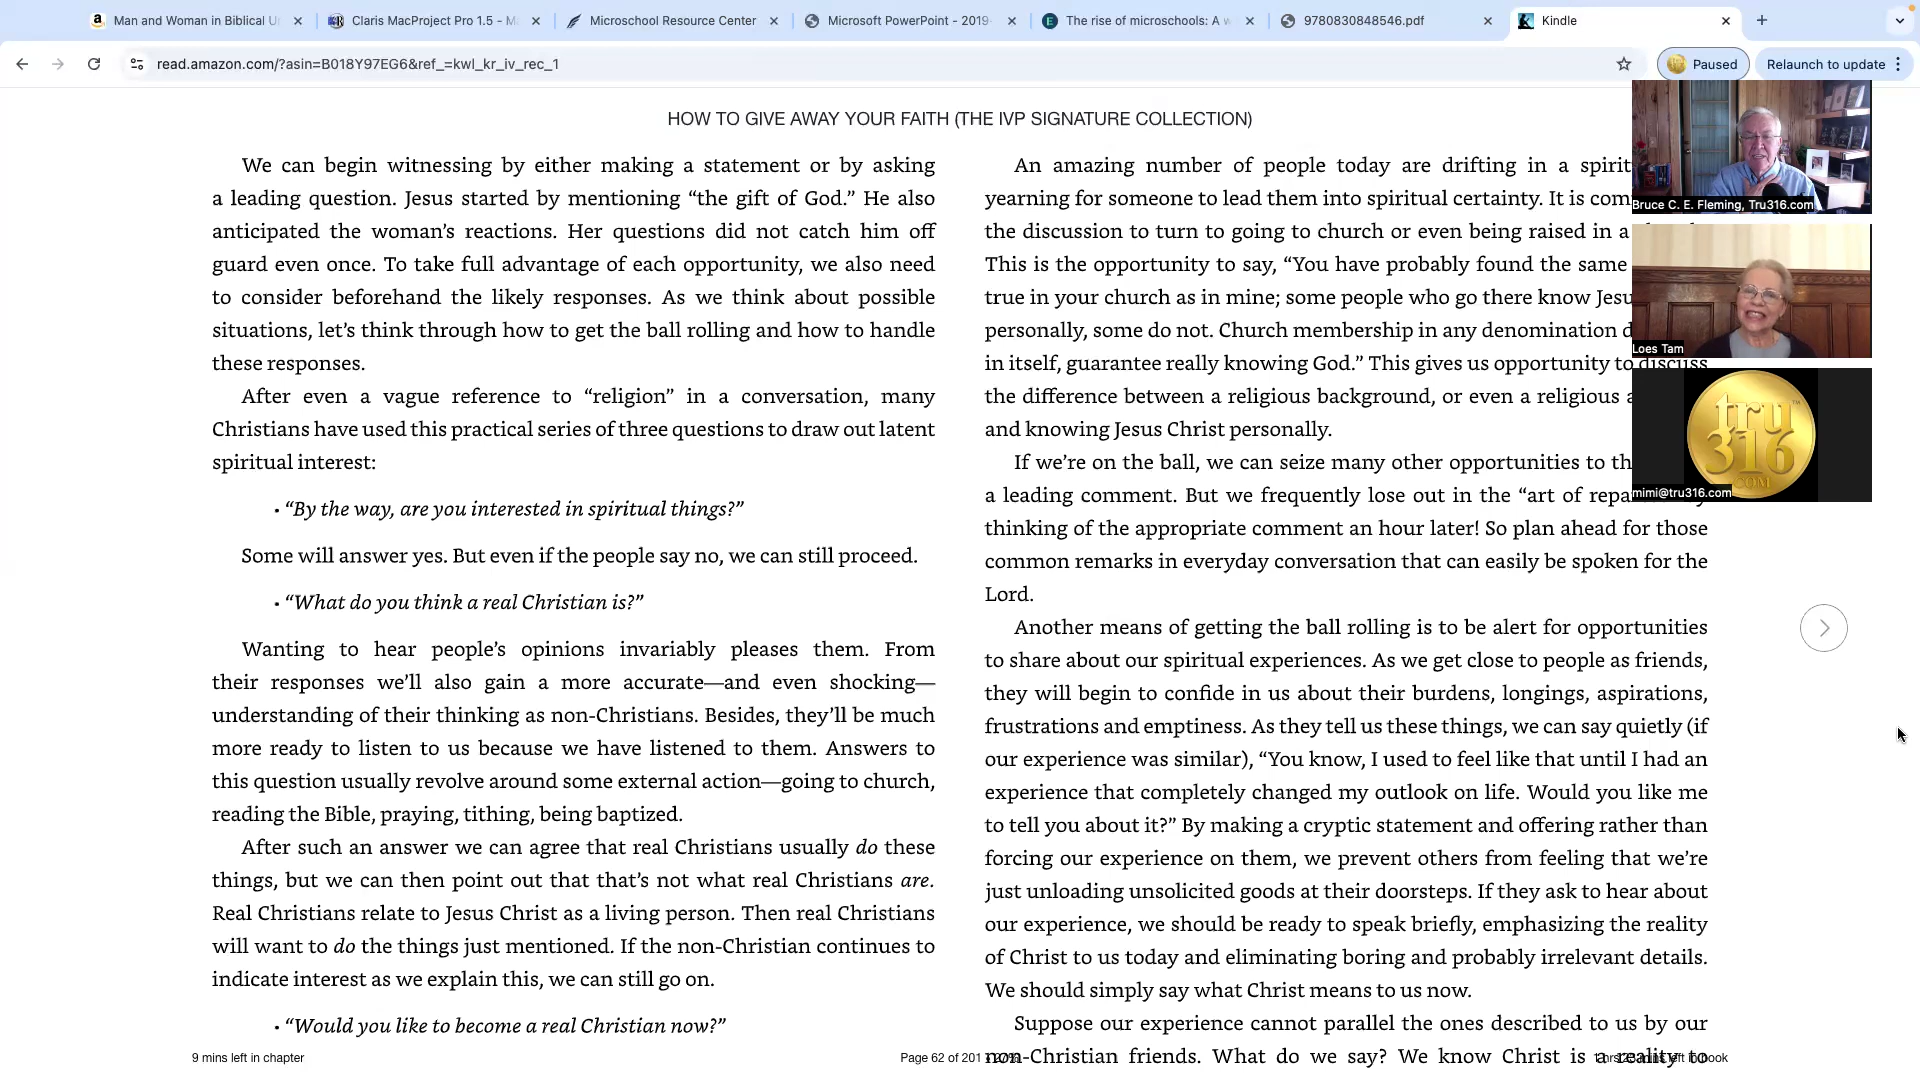 Man and Woman in Biblical U
Claris MacProject Pro 1.5 - M
Microschool Resource Center
Microsoft PowerPoint - 2019-
The rise of microschools: A w
9780830848546.pdf
Kindle
read.amazon.com/?asin=B018Y97EG6&ref_=kwl_kr_iv_rec_1
Paused
Relaunch to update
HOW TO GIVE AWAY YOUR FAITH (THE IVP SIGNATURE COLLECTION)
We can begin witnessing by either making a statement or by asking
a leading question. Jesus started by mentioning “the gift of God.” He also
anticipated the woman’s reactions. Her questions did not catch him off
guard even once. To take full advantage of each opportunity, we also need
to consider beforehand the likely responses. As we think about possible
situations, let’s think through how to get the ball rolling and how to handle
these responses.
After even a vague reference to “religion” in a conversation, many
Christians have used this practical series of three questions to draw out latent
spiritual interest:
• “By the way, are you interested in spiritual things?”
Some will answer yes. But even if the people say no, we can still proceed.
• “What do you think a real Christian is?”
Wanting to hear people’s opinions invariably pleases them. From
their responses we’ll also gain a more accurate—and even shocking—
understanding of their thinking as non-Christians. Besides, they’ll be much
more ready to listen to us because we have listened to them. Answers to
this question usually revolve around some external action—going to church,
reading the Bible, praying, tithing, being baptized.
After such an answer we can agree that real Christians usually do these
things, but we can then point out that that’s not what real Christians are.
Real Christians relate to Jesus Christ as a living person. Then real Christians
will want to do the things just mentioned. If the non-Christian continues to
indicate interest as we explain this, we can still go on.
• “Would you like to become a real Christian now?”
An amazing number of people today are drifting in a spirit
yearning for someone to lead them into spiritual certainty. It is com
the discussion to turn to going to church or even being raised in a
This is the opportunity to say, “You have probably found the same
true in your church as in mine; some people who go there know Jesu
personally, some do not. Church membership in any denomination d
in itself, guarantee really knowing God.” This gives us opportunity to discuss
the difference between a religious background, or even a religious a
and knowing Jesus Christ personally.
If we’re on the ball, we can seize many other opportunities to th
a leading comment. But we frequently lose out in the “art of repa
thinking of the appropriate comment an hour later! So plan ahead for those
common remarks in everyday conversation that can easily be spoken for the
Lord.
Another means of getting the ball rolling is to be alert for opportunities
to share about our spiritual experiences. As we get close to people as friends,
they will begin to confide in us about their burdens, longings, aspirations,
frustrations and emptiness. As they tell us these things, we can say quietly (if
our experience was similar), “You know, I used to feel like that until I had an
experience that completely changed my outlook on life. Would you like me
to tell you about it?” By making a cryptic statement and offering rather than
forcing our experience on them, we prevent others from feeling that we’re
just unloading unsolicited goods at their doorsteps. If they ask to hear about
our experience, we should be ready to speak briefly, emphasizing the reality
of Christ to us today and eliminating boring and probably irrelevant details.
We should simply say what Christ means to us now.
Suppose our experience cannot parallel the ones described to us by our
non-Christian friends. What do we say? We know Christ is a reality to
9 mins left in chapter
Page 62 of 201
left in book
Bruce C. E. Fleming, Tru316.com
Loes Tam
tru
316
.COM
TM
mimi@tru316.com